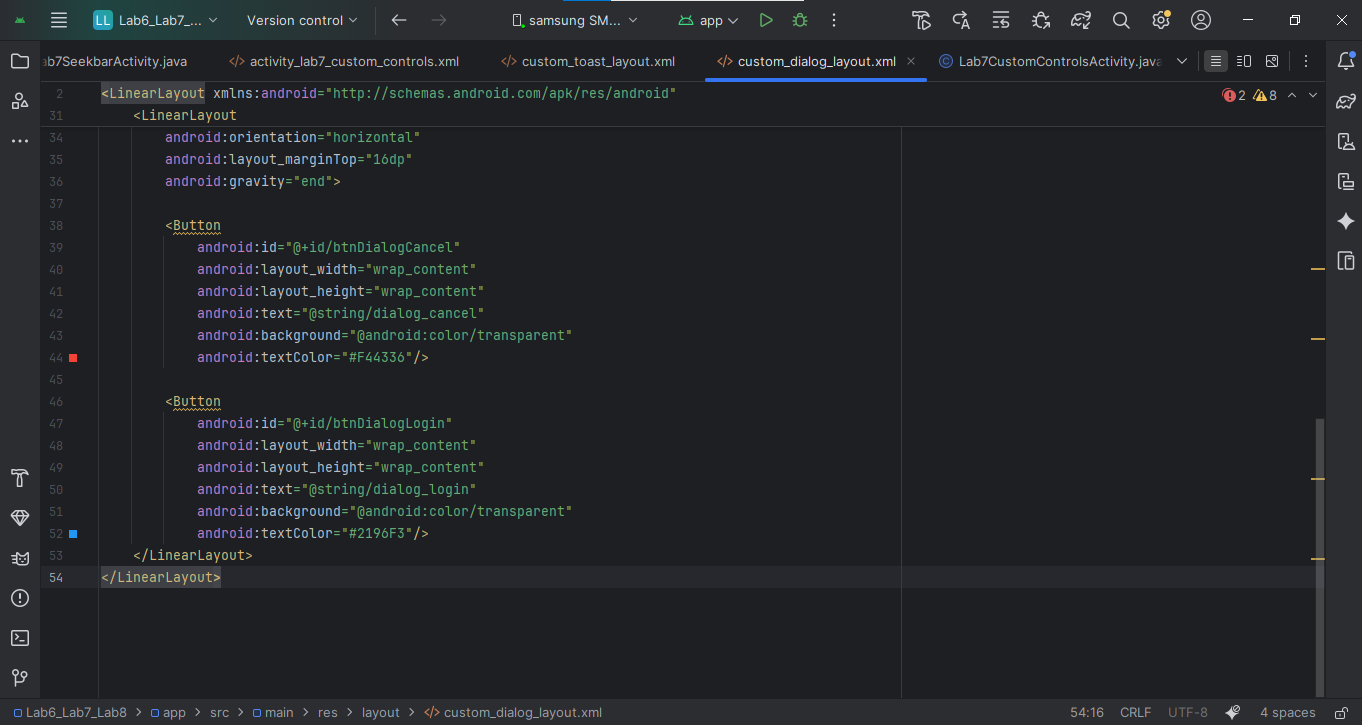 LL Lab6_Lab7_... Version control samsung SM... app
ab7SeekbarActivity.java </> activity_lab7_custom_controls.xml </> custom_toast_layout.xml </> custom_dialog_layout.xml C Lab7CustomControlsActivity.java
2 <LinearLayout xmlns:android="http://schemas.android.com/apk/res/android" 2 8
31 <LinearLayout
34 android:orientation="horizontal"
35 android:layout_marginTop="16dp"
36 android:gravity="end">
37
38 <Button
39 android:id="@+id/btnDialogCancel"
40 android:layout_width="wrap_content"
41 android:layout_height="wrap_content"
42 android:text="@string/dialog_cancel"
43 android:background="@android:color/transparent"
44 android:textColor="#F44336"/>
45
46 <Button
47 android:id="@+id/btnDialogLogin"
48 android:layout_width="wrap_content"
49 android:layout_height="wrap_content"
50 android:text="@string/dialog_login"
51 android:background="@android:color/transparent"
52 android:textColor="#2196F3"/>
53 </LinearLayout>
54 </LinearLayout>
Lab6_Lab7_Lab8 > app > src > main > res > layout > </> custom_dialog_layout.xml 54:16 CRLF UTF-8 4 spaces